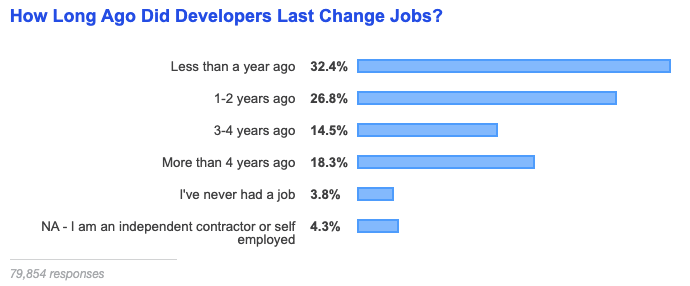 How Long Ago Did Developers Last Change Jobs?
Less than a year ago 32.4%
1-2 years ago 26.8%
3-4 years ago 14.5%
More than 4 years ago 18.3%
I've never had a job 3.8%
NA - I am an independent contractor or self 4.3%
employed
79,854 responses